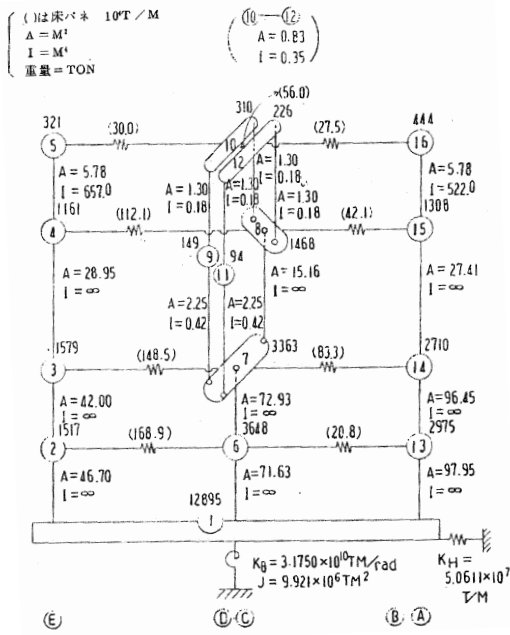 ( )は床バネ 10⁴T/M
A=M²
I=M⁴
重量=TON
⑩—⑫
A=0.83
I=0.35
(56.0)
321
310
226
444
(30.0)
(27.5)
5
10
12
16
A=5.78
I=657.0
A=1.30
I=0.18
A=1.30
I=0.18
A=1.30
I=0.18
A=1.30
I=0.18
A=5.78
I=522.0
1161
1308
(112.1)
(42.1)
4
8
15
149
94
1468
9
11
A=28.95
I=∞
A=15.16
I=∞
A=27.41
I=∞
A=2.25
I=0.42
A=2.25
I=0.42
1579
3363
2710
(148.5)
(83.3)
3
7
14
A=42.00
I=∞
A=72.93
I=∞
A=96.45
I=∞
1517
3648
2975
(168.9)
(20.8)
2
6
13
A=46.70
I=∞
A=71.63
I=∞
A=97.95
I=∞
12895
1
Kθ=3.1750×10¹⁰TM/rad
J=9.921×10⁶TM²
KH=
5.0611×10⁷
T/M
Ⓔ Ⓓ-Ⓒ Ⓑ Ⓐ